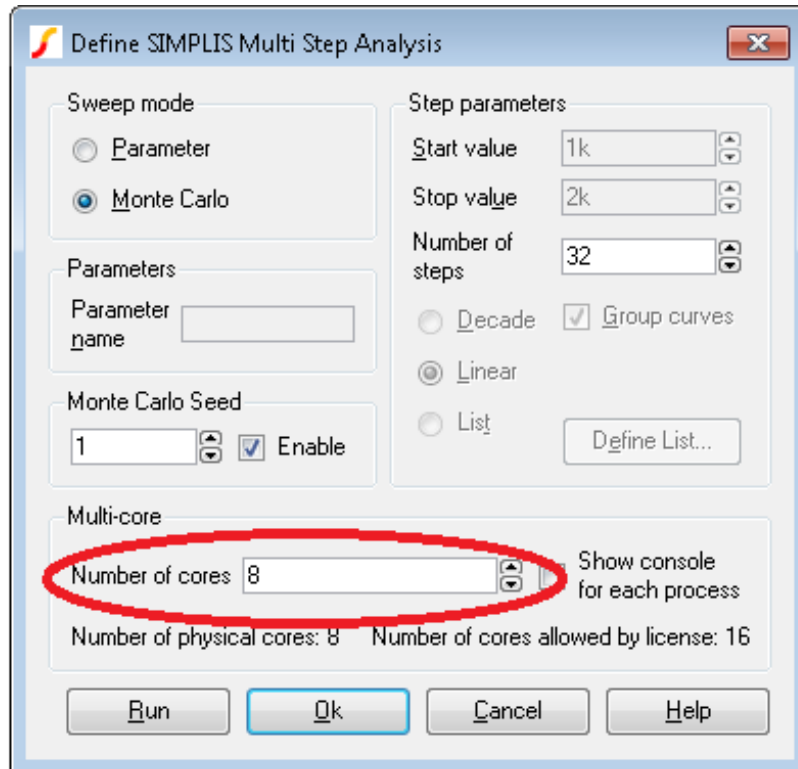 Define SIMPLIS Multi Step Analysis
Sweep mode
Parameter
Monte Carlo
Parameters
Parameter
name
Monte Carlo Seed
1
Enable
Step parameters
Start value
1k
Stop value
2k
Number of
steps
32
Decade
Group curves
Linear
List
Define List...
Multi-core
Number of cores
8
Show console
for each process
Number of physical cores: 8
Number of cores allowed by license: 16
Run
Ok
Cancel
Help